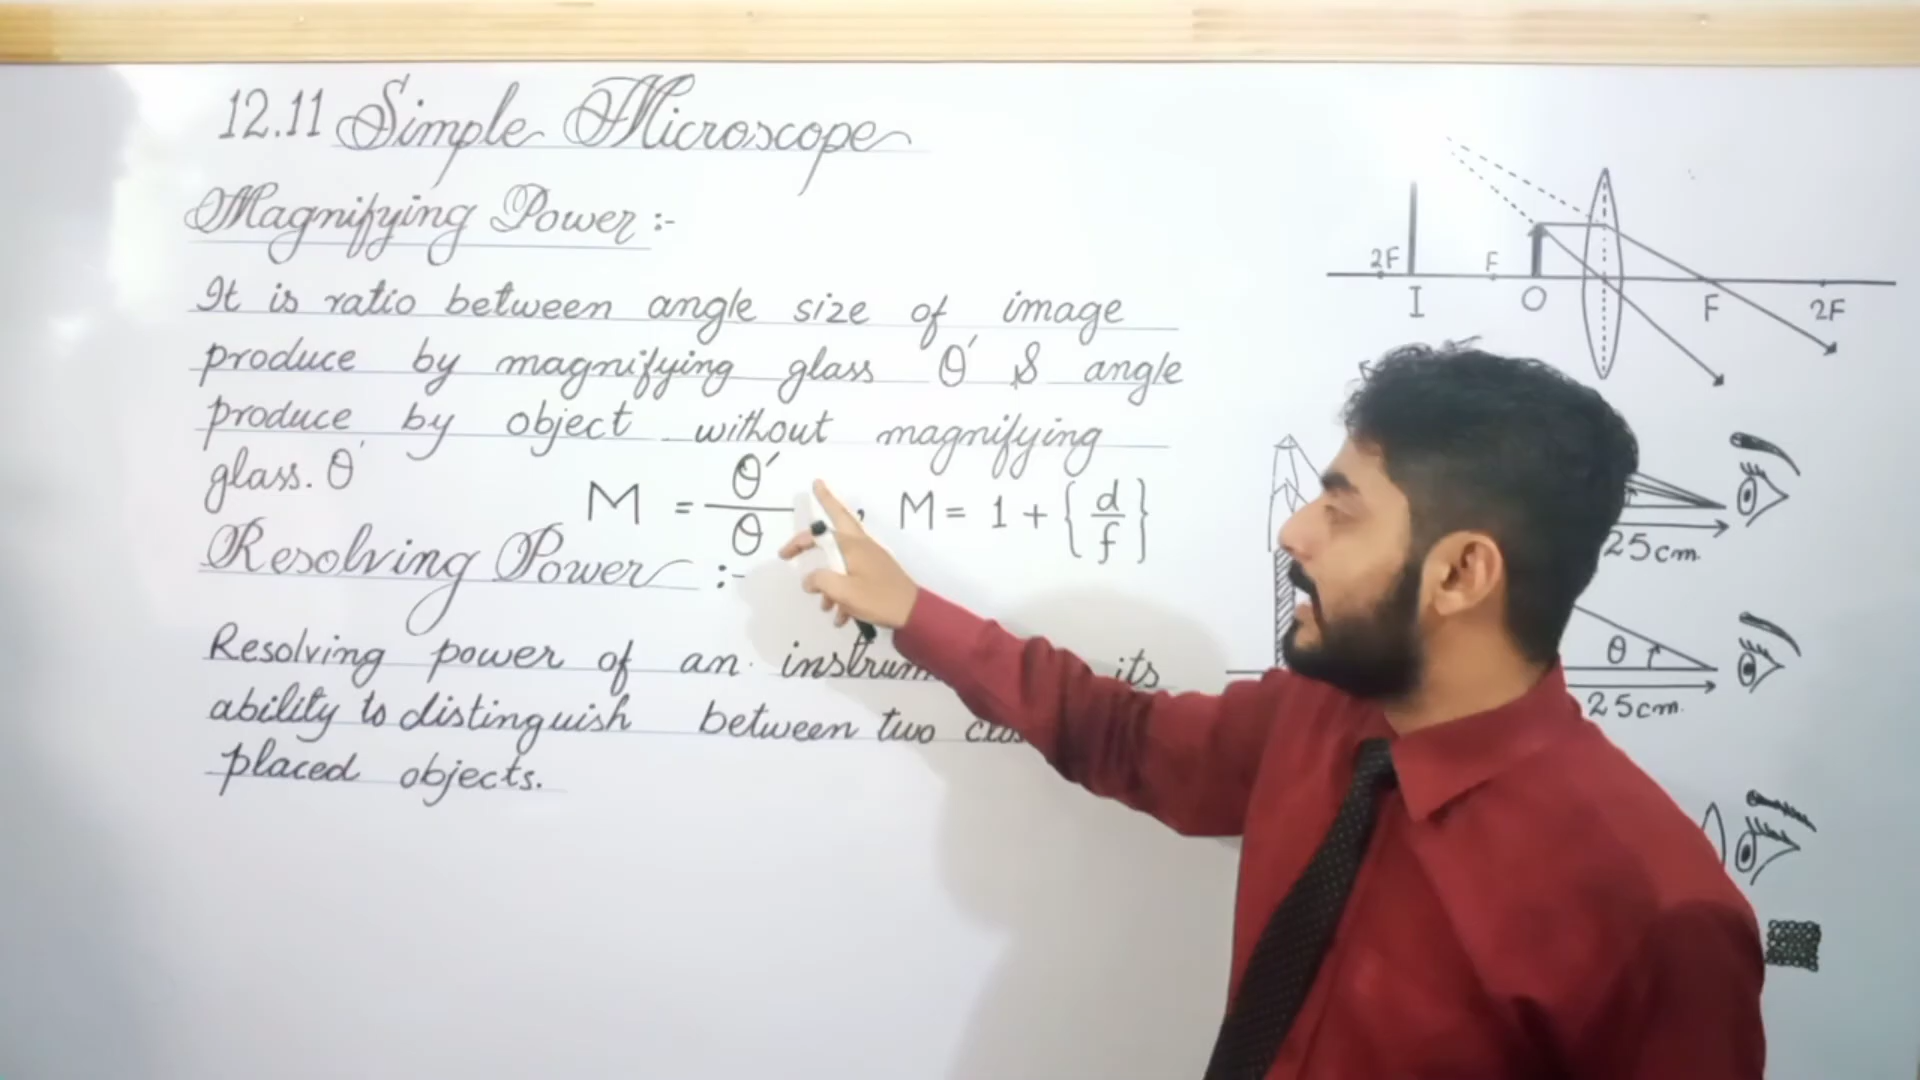 12.11 Simple Microscope
Magnifying Power :-
It is ratio between angle size of image
produce by magnifying glass θ' & angle
produce by object without magnifying
glass. θ'
M = θ'/θ , M = 1 + {d/f}
Resolving Power :-
Resolving power of an its
ability to distinguish between two
placed objects.
2F
I
F
O
F
2F
25cm.
θ
25cm.